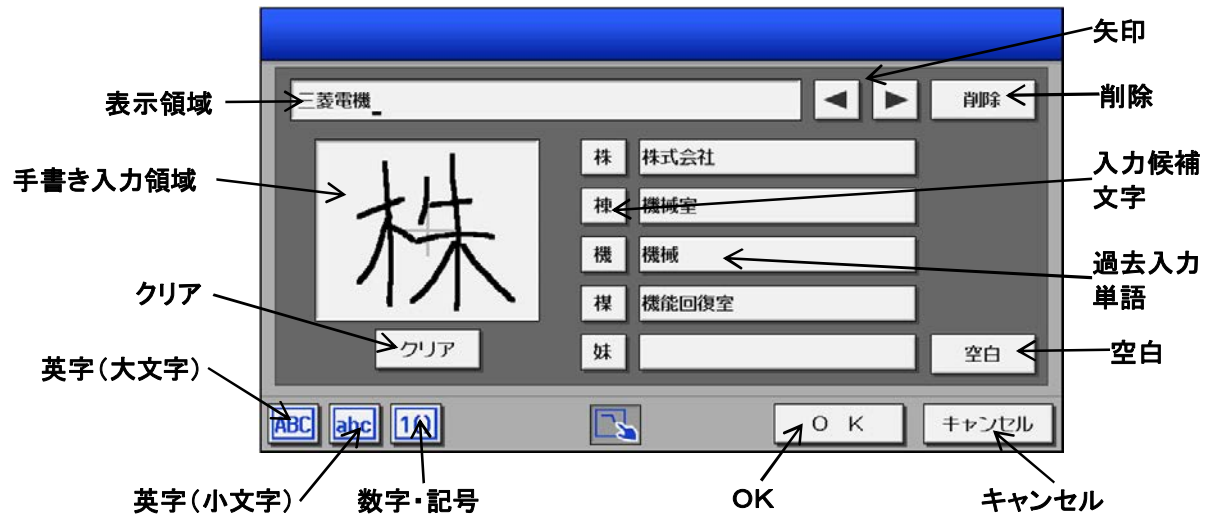 矢印
三菱電機
◀ ▶
削除
表示領域
削除
手書き入力領域
株
株 株式会社
入力候補
文字
棟 機械室
機 機械
過去入力
単語
楳 機能回復室
クリア
クリア
妹
空白
空白
英字(大文字)
ABC abc 1()
OK
キャンセル
英字(小文字)
数字・記号
OK
キャンセル